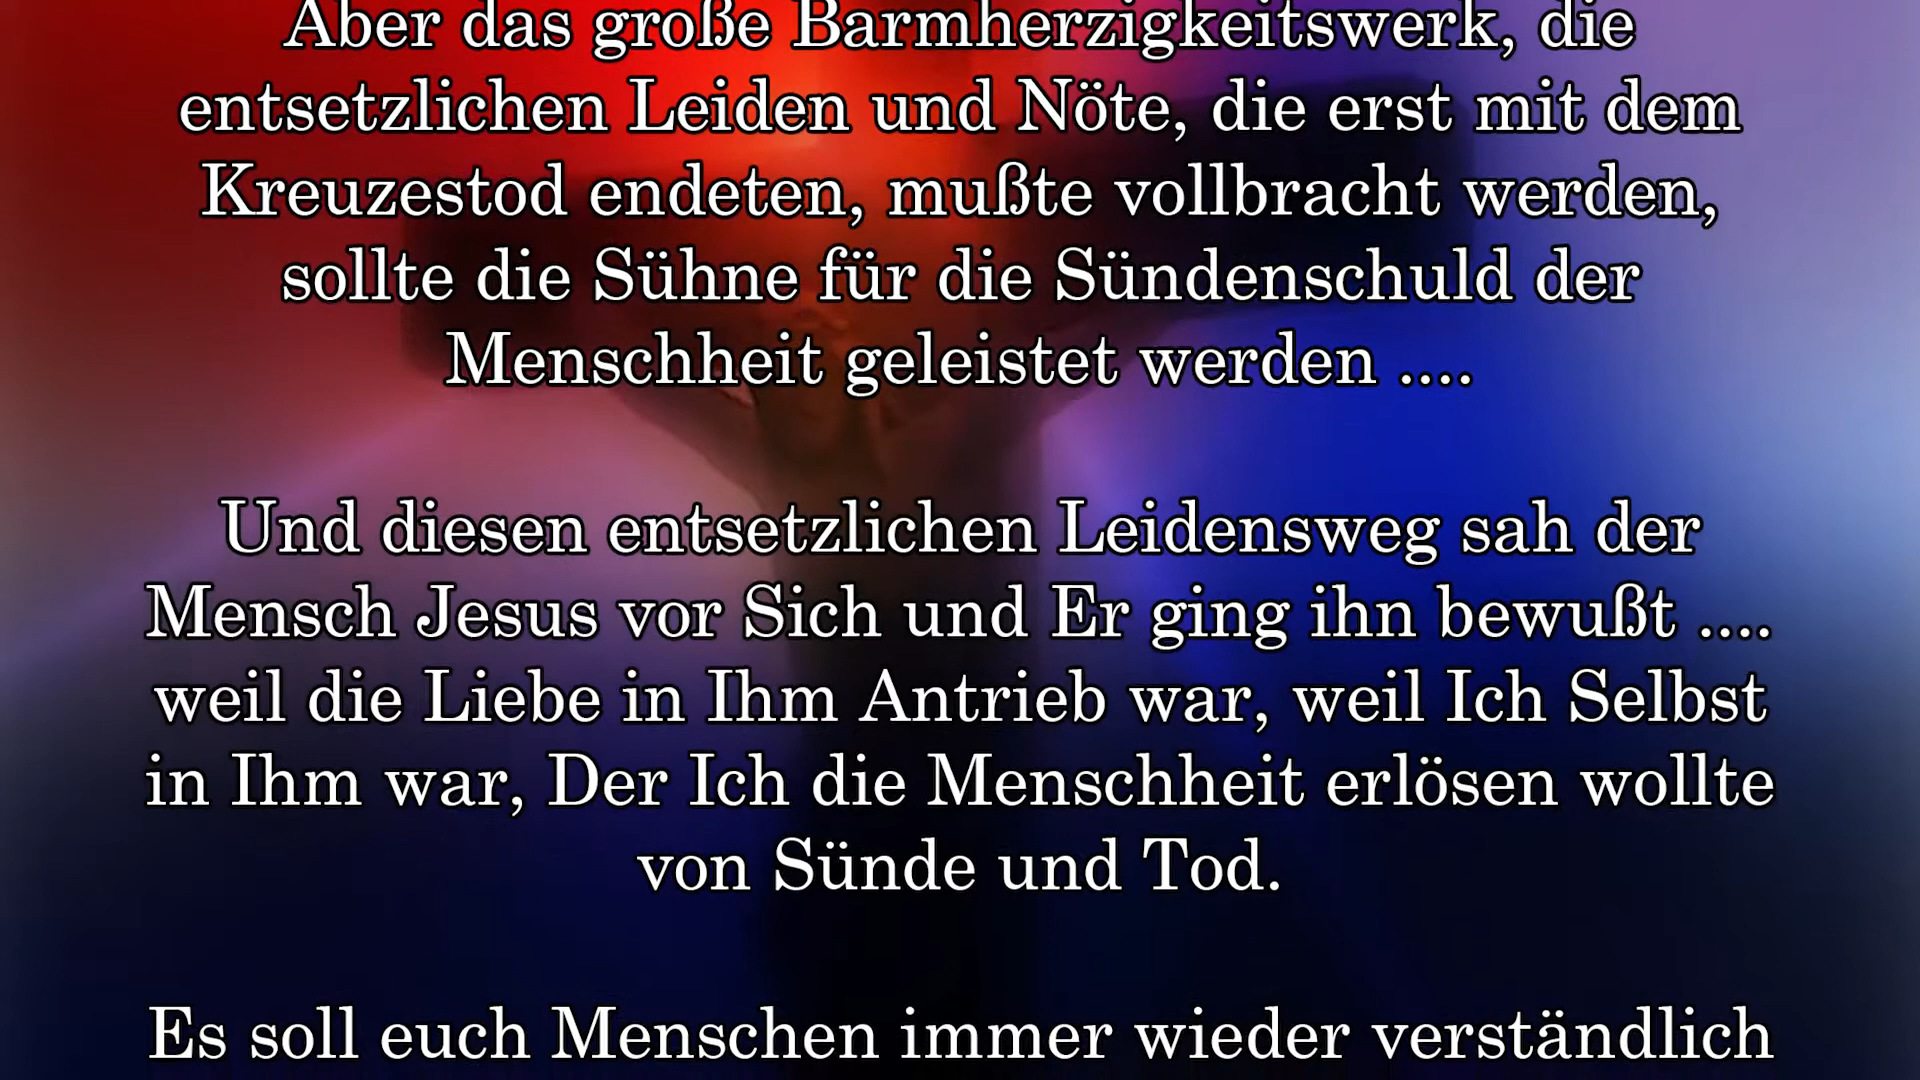 Aber das große Barmherzigkeitswerk, die
entsetzlichen Leiden und Nöte, die erst mit dem
Kreuzestod endeten, mußte vollbracht werden,
sollte die Sühne für die Sündenschuld der
Menschheit geleistet werden ....
Und diesen entsetzlichen Leidensweg sah der
Mensch Jesus vor Sich und Er ging ihn bewußt ....
weil die Liebe in Ihm Antrieb war, weil Ich Selbst
in Ihm war, Der Ich die Menschheit erlösen wollte
von Sünde und Tod.
Es soll euch Menschen immer wieder verständlich